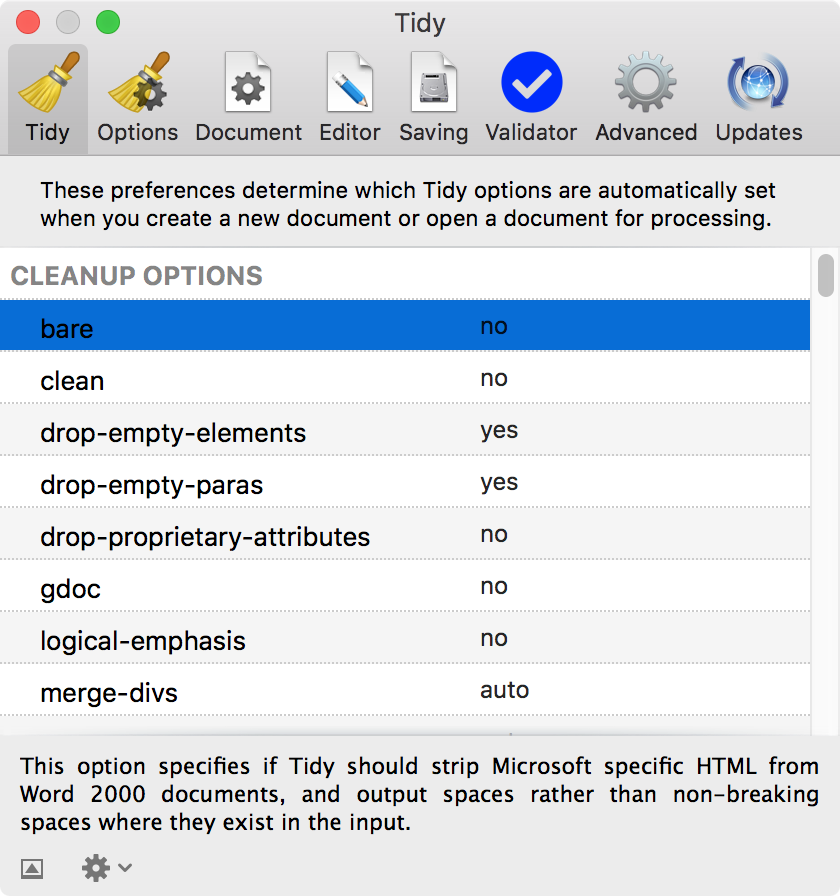 Tidy
Tidy Options Document Editor Saving Validator Advanced Updates
These preferences determine which Tidy options are automatically set
when you create a new document or open a document for processing.
CLEANUP OPTIONS
bare no
clean no
drop-empty-elements yes
drop-empty-paras yes
drop-proprietary-attributes no
gdoc no
logical-emphasis no
merge-divs auto
This option specifies if Tidy should strip Microsoft specific HTML from
Word 2000 documents, and output spaces rather than non-breaking
spaces where they exist in the input.